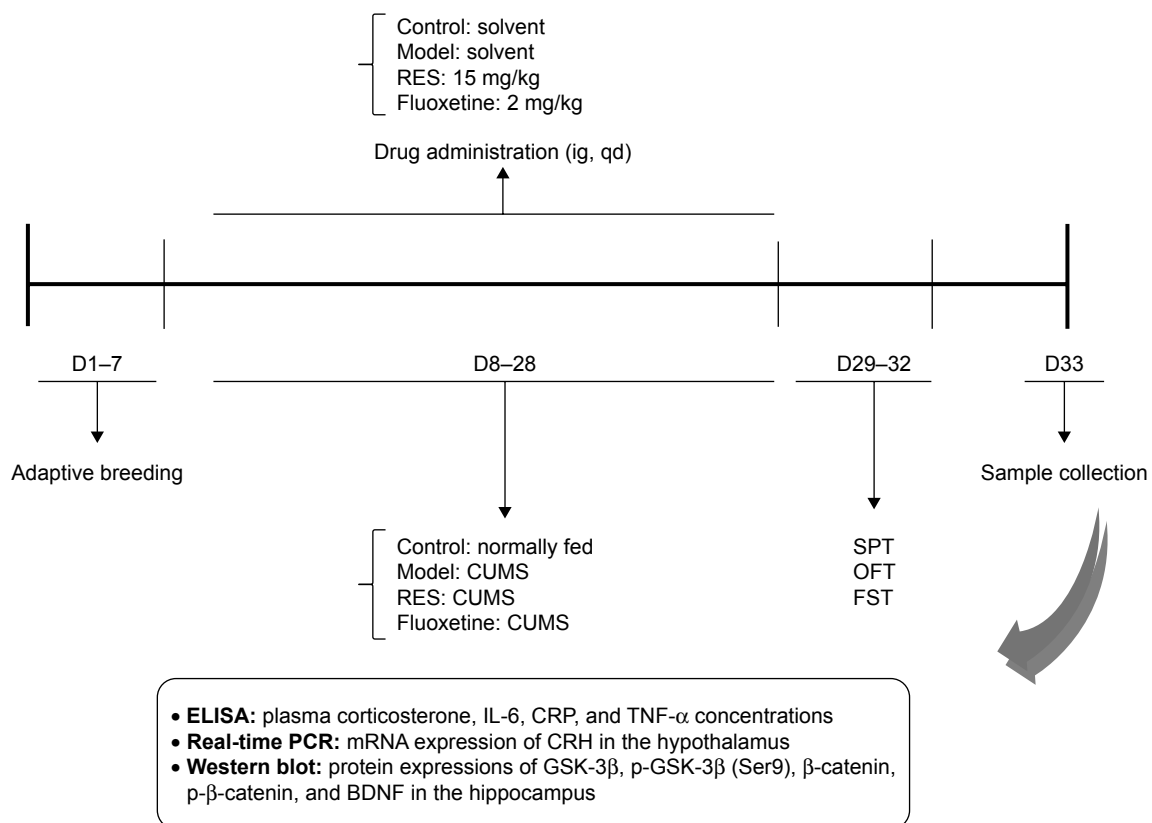 Control: solvent
Model: solvent
RES: 15 mg/kg
Fluoxetine: 2 mg/kg
Drug administration (ig, qd)
D1–7
D8–28
D29–32
D33
Adaptive breeding
Sample collection
Control: normally fed
Model: CUMS
RES: CUMS
Fluoxetine: CUMS
SPT
OFT
FST
• ELISA: plasma corticosterone, IL-6, CRP, and TNF-α concentrations
• Real-time PCR: mRNA expression of CRH in the hypothalamus
• Western blot: protein expressions of GSK-3β, p-GSK-3β (Ser9), β-catenin,
p-β-catenin, and BDNF in the hippocampus